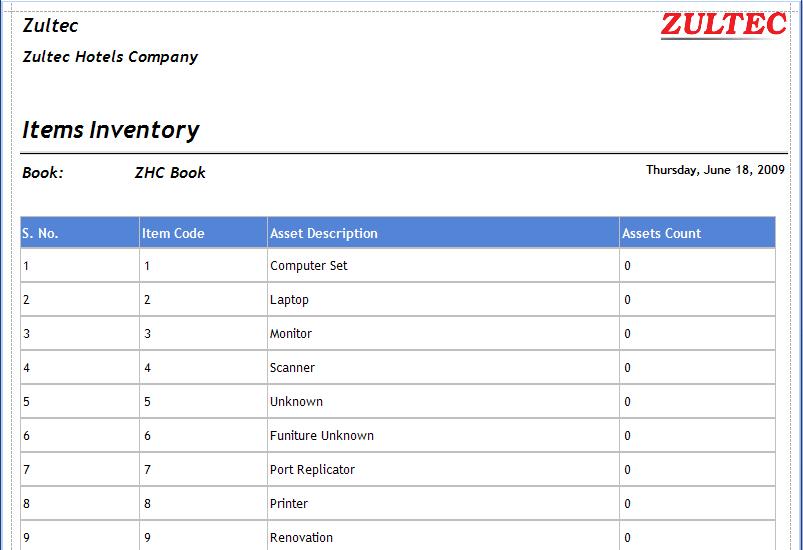 Zultec
ZULTEC
Zultec Hotels Company
Items Inventory
Book: ZHC Book Thursday, June 18, 2009
S. No. Item Code Asset Description Assets Count
1 1 Computer Set 0
2 2 Laptop 0
3 3 Monitor 0
4 4 Scanner 0
5 5 Unknown 0
6 6 Funiture Unknown 0
7 7 Port Replicator 0
8 8 Printer 0
9 9 Renovation 0